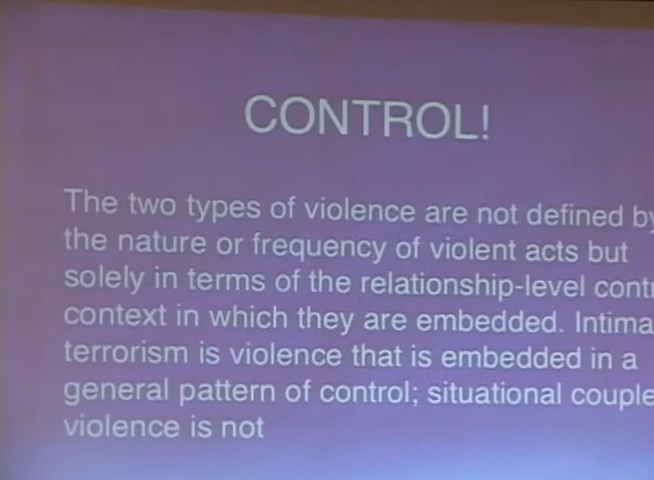 CONTROL!
The two types of violence are not defined by
the nature or frequency of violent acts but
solely in terms of the relationship-level
context in which they are embedded.
terrorism is violence that is embedded in a
general pattern of control; situational couple
violence is not